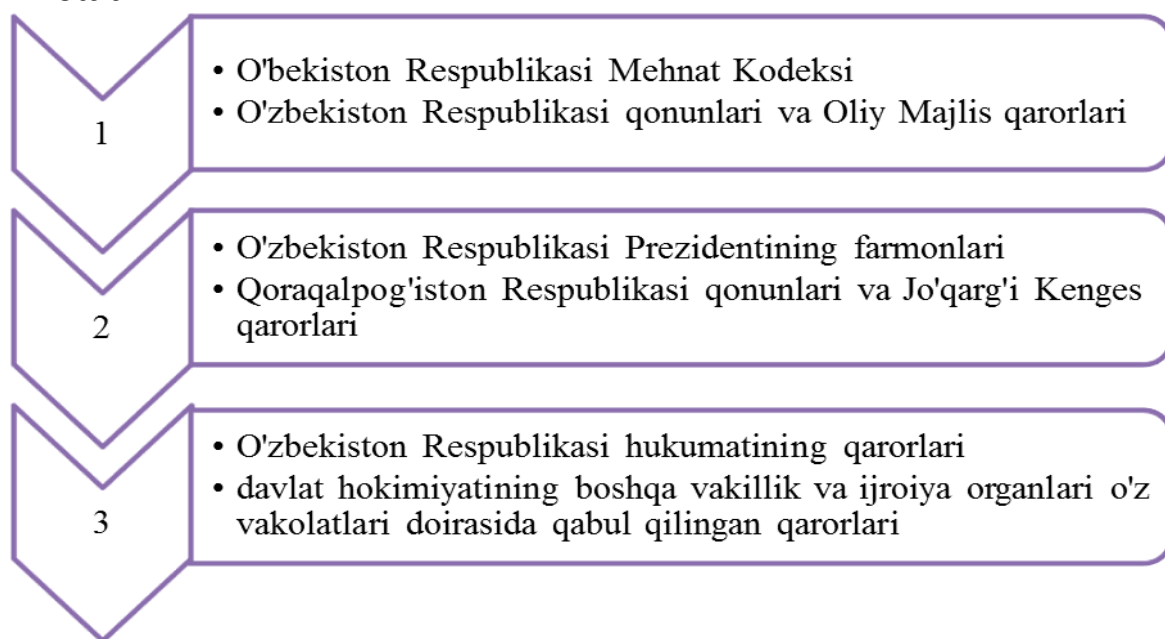 1
• O'bekiston Respublikasi Mehnat Kodeksi
• O'zbekiston Respublikasi qonunlari va Oliy Majlis qarorlari
2
• O'zbekiston Respublikasi Prezidentining farmonlari
• Qoraqalpog'iston Respublikasi qonunlari va Jo'qarg'i Kenges
qarorlari
3
• O'zbekiston Respublikasi hukumatining qarorlari
• davlat hokimiyatining boshqa vakillik va ijroiya organlari o'z
vakolatlari doirasida qabul qilingan qarorlari